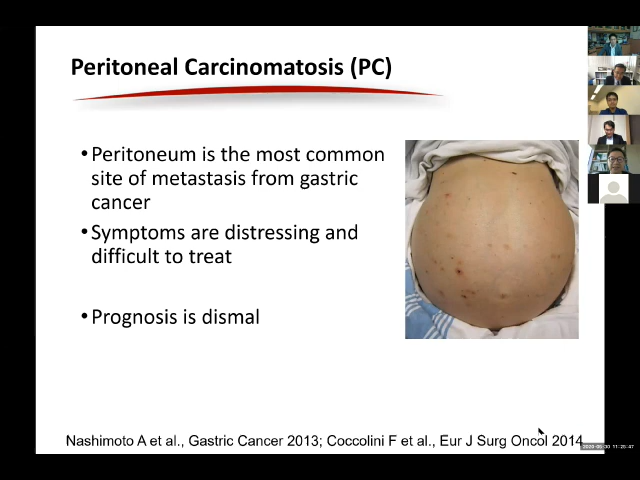 Peritoneal Carcinomatosis (PC)
•Peritoneum is the most common
site of metastasis from gastric
cancer
•Symptoms are distressing and
difficult to treat
•Prognosis is dismal
Nashimoto A et al., Gastric Cancer 2013; Coccolini F et al., Eur J Surg Oncol 2014